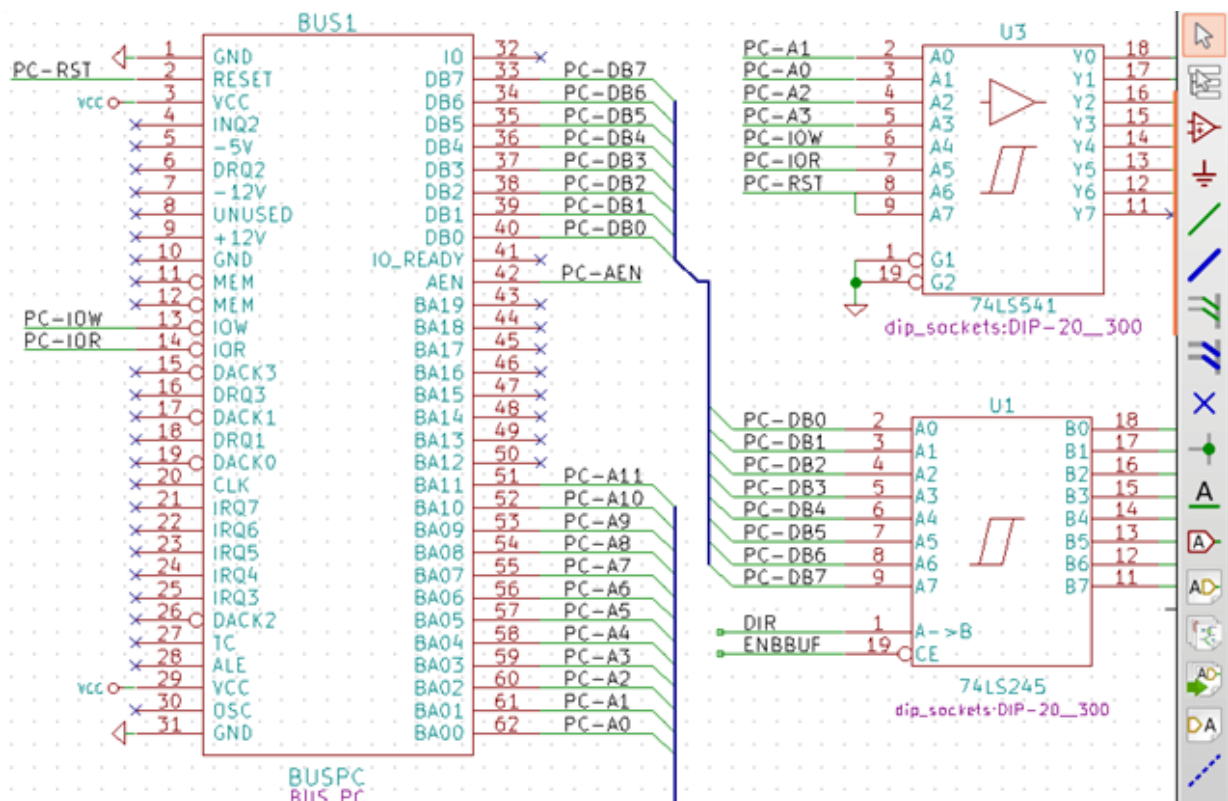 BUS1
1 GND
PC-RST 2 RESET
VCC 3 VCC
4 INQ2
5 -5V
6 DRQ2
7 -12V
8 UNUSED
9 +12V
10 GND
11 MEM
12 MEM
PC-IOW 13 IOW
PC-IOR 14 IOR
15 DACK3
16 DRQ3
17 DACK1
18 DRQ1
19 DACK0
20 CLK
21 IRQ7
22 IRQ6
23 IRQ5
24 IRQ4
25 IRQ3
26 DACK2
27 TC
28 ALE
VCC 29 VCC
30 OSC
31 GND
IO 32
DB7 33 PC-DB7
DB6 34 PC-DB6
DB5 35 PC-DB5
DB4 36 PC-DB4
DB3 37 PC-DB3
DB2 38 PC-DB2
DB1 39 PC-DB1
DB0 40 PC-DB0
IO_READY 41
AEN 42 PC-AEN
BA19 43
BA18 44
BA17 45
BA16 46
BA15 47
BA14 48
BA13 49
BA12 50
BA11 51 PC-A11
BA10 52 PC-A10
BA09 53 PC-A9
BA08 54 PC-A8
BA07 55 PC-A7
BA06 56 PC-A6
BA05 57 PC-A5
BA04 58 PC-A4
BA03 59 PC-A3
BA02 60 PC-A2
BA01 61 PC-A1
BA00 62 PC-A0
BUSPC
BUS_PC
U3
PC-A1 2 A0 Y0 18
PC-A0 3 A1 Y1 17
PC-A2 4 A2 Y2 16
PC-A3 5 A3 Y3 15
PC-IOW 6 A4 Y4 14
PC-IOR 7 A5 Y5 13
PC-RST 8 A6 Y6 12
9 A7 Y7 11
1 G1
19 G2
74LS541
dip_sockets:DIP-20__300
U1
PC-DB0 2 A0 B0 18
PC-DB1 3 A1 B1 17
PC-DB2 4 A2 B2 16
PC-DB3 5 A3 B3 15
PC-DB4 6 A4 B4 14
PC-DB5 7 A5 B5 13
PC-DB6 8 A6 B6 12
PC-DB7 9 A7 B7 11
DIR 1 A->B
ENBBUF 19 CE
74LS245
dip_sockets:DIP-20__300
A
A
AD
AD
DA